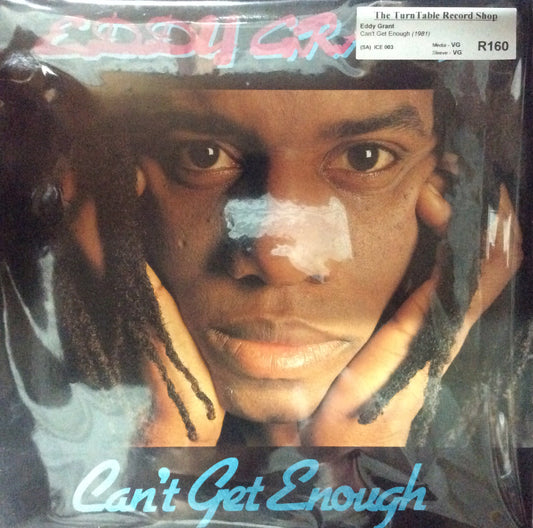 EDDY GRA
The TurnTable Record Shop
Eddy Grant
Can't Get Enough (1981)
(SA) ICE 003
Media - VG
Sleeve - VG
R160
Can't Get Enough